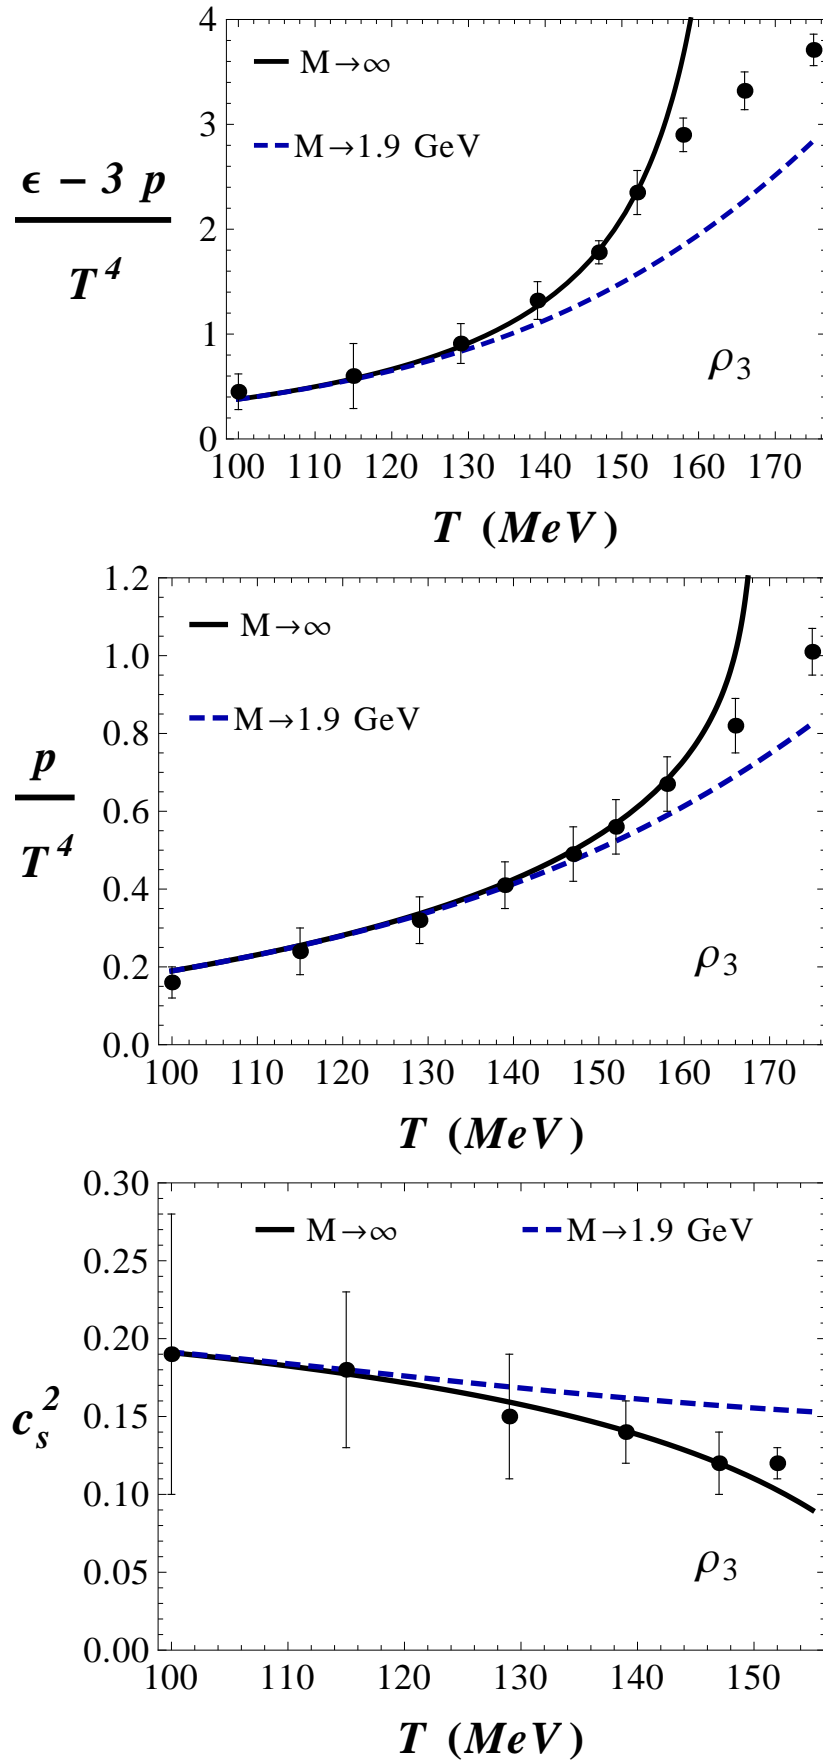 4
M→∞
3
M→1.9 GeV
ϵ − 3 p
T 4
2
1
ρ3
0
100 110 120 130 140 150 160 170
T (MeV)
1.2
M→∞
1.0
M→1.9 GeV
0.8
p
T 4
0.6
0.4
ρ3
0.2
0.0
100 110 120 130 140 150 160 170
T (MeV)
0.30
M→∞ M→1.9 GeV
0.25
0.20
cs2
0.15
0.10
ρ3
0.05
0.00
100 110 120 130 140 150
T (MeV)